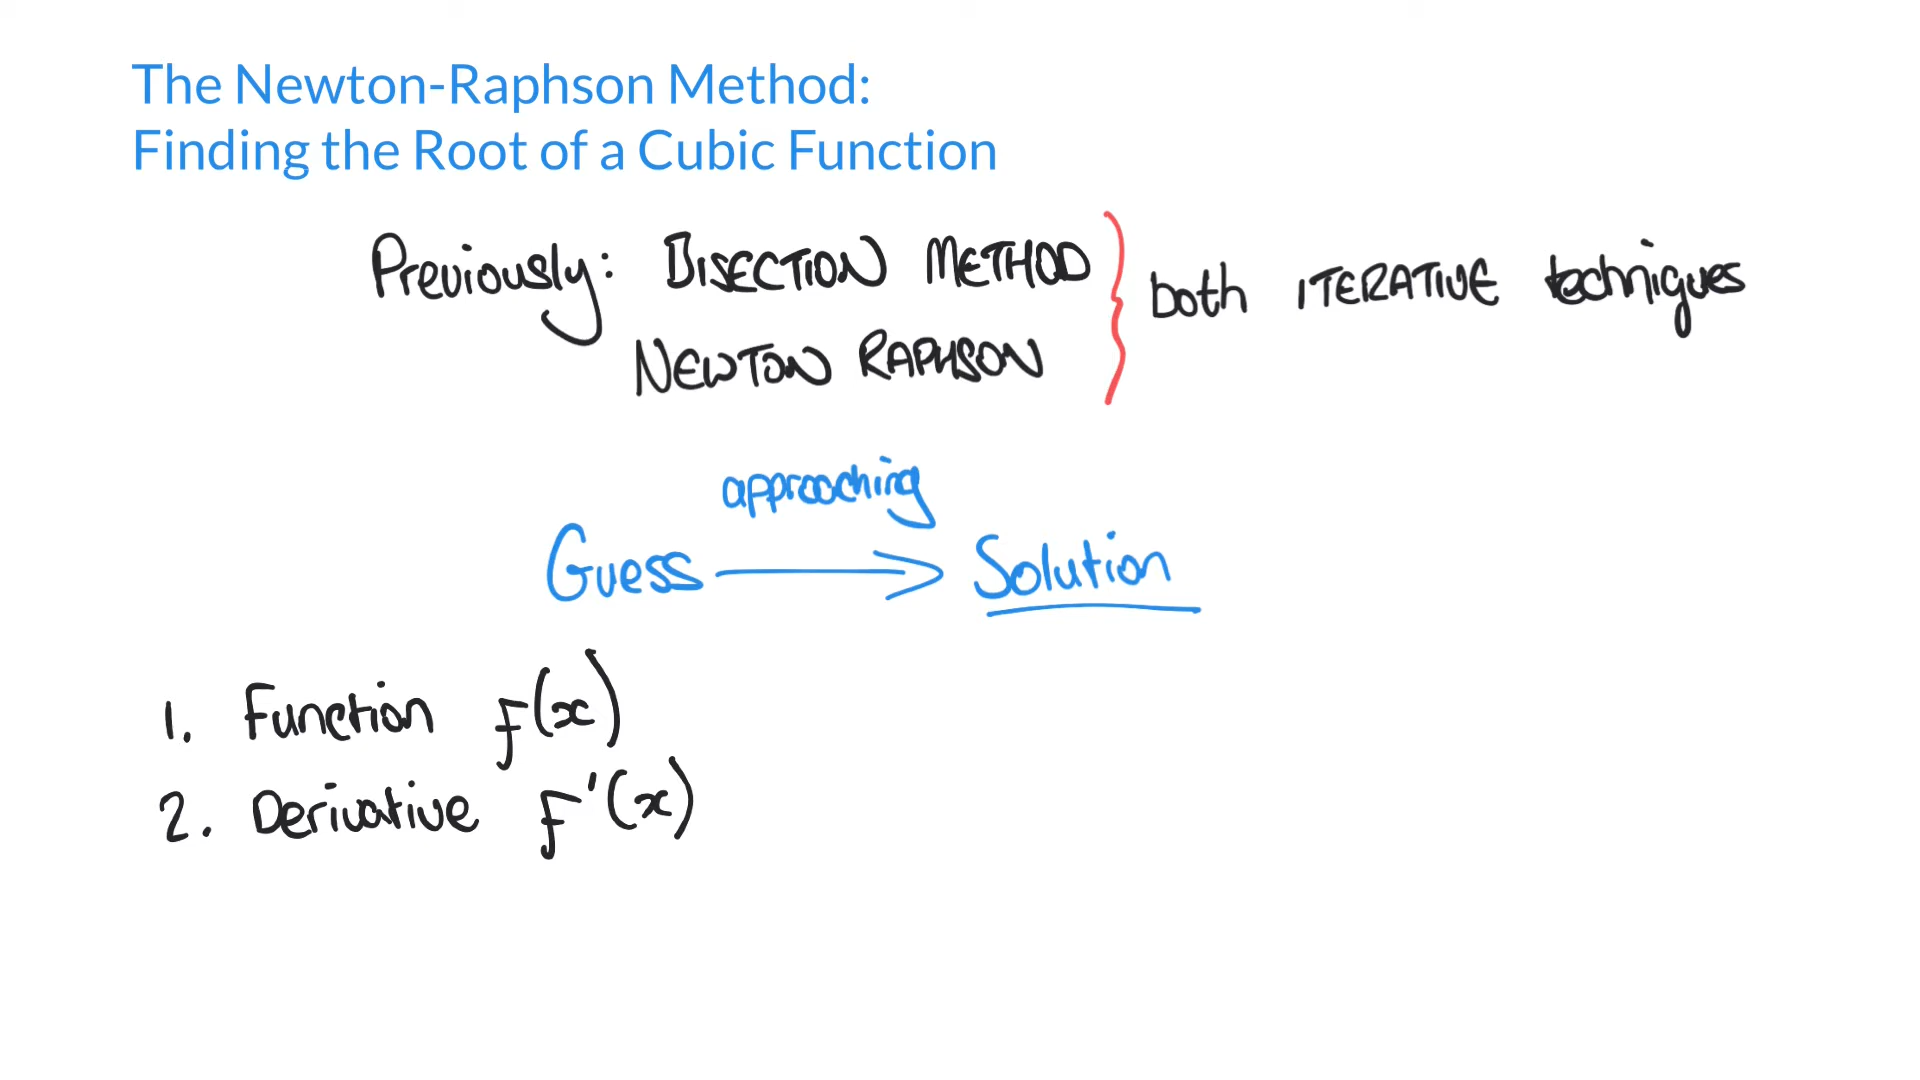 The Newton-Raphson Method:
Finding the Root of a Cubic Function
Previously: BISECTION METHOD
both ITERATIVE techniques
NEWTON RAPHSON
approaching
Guess Solution
1. Function f(x)
2. Derivative f'(x)